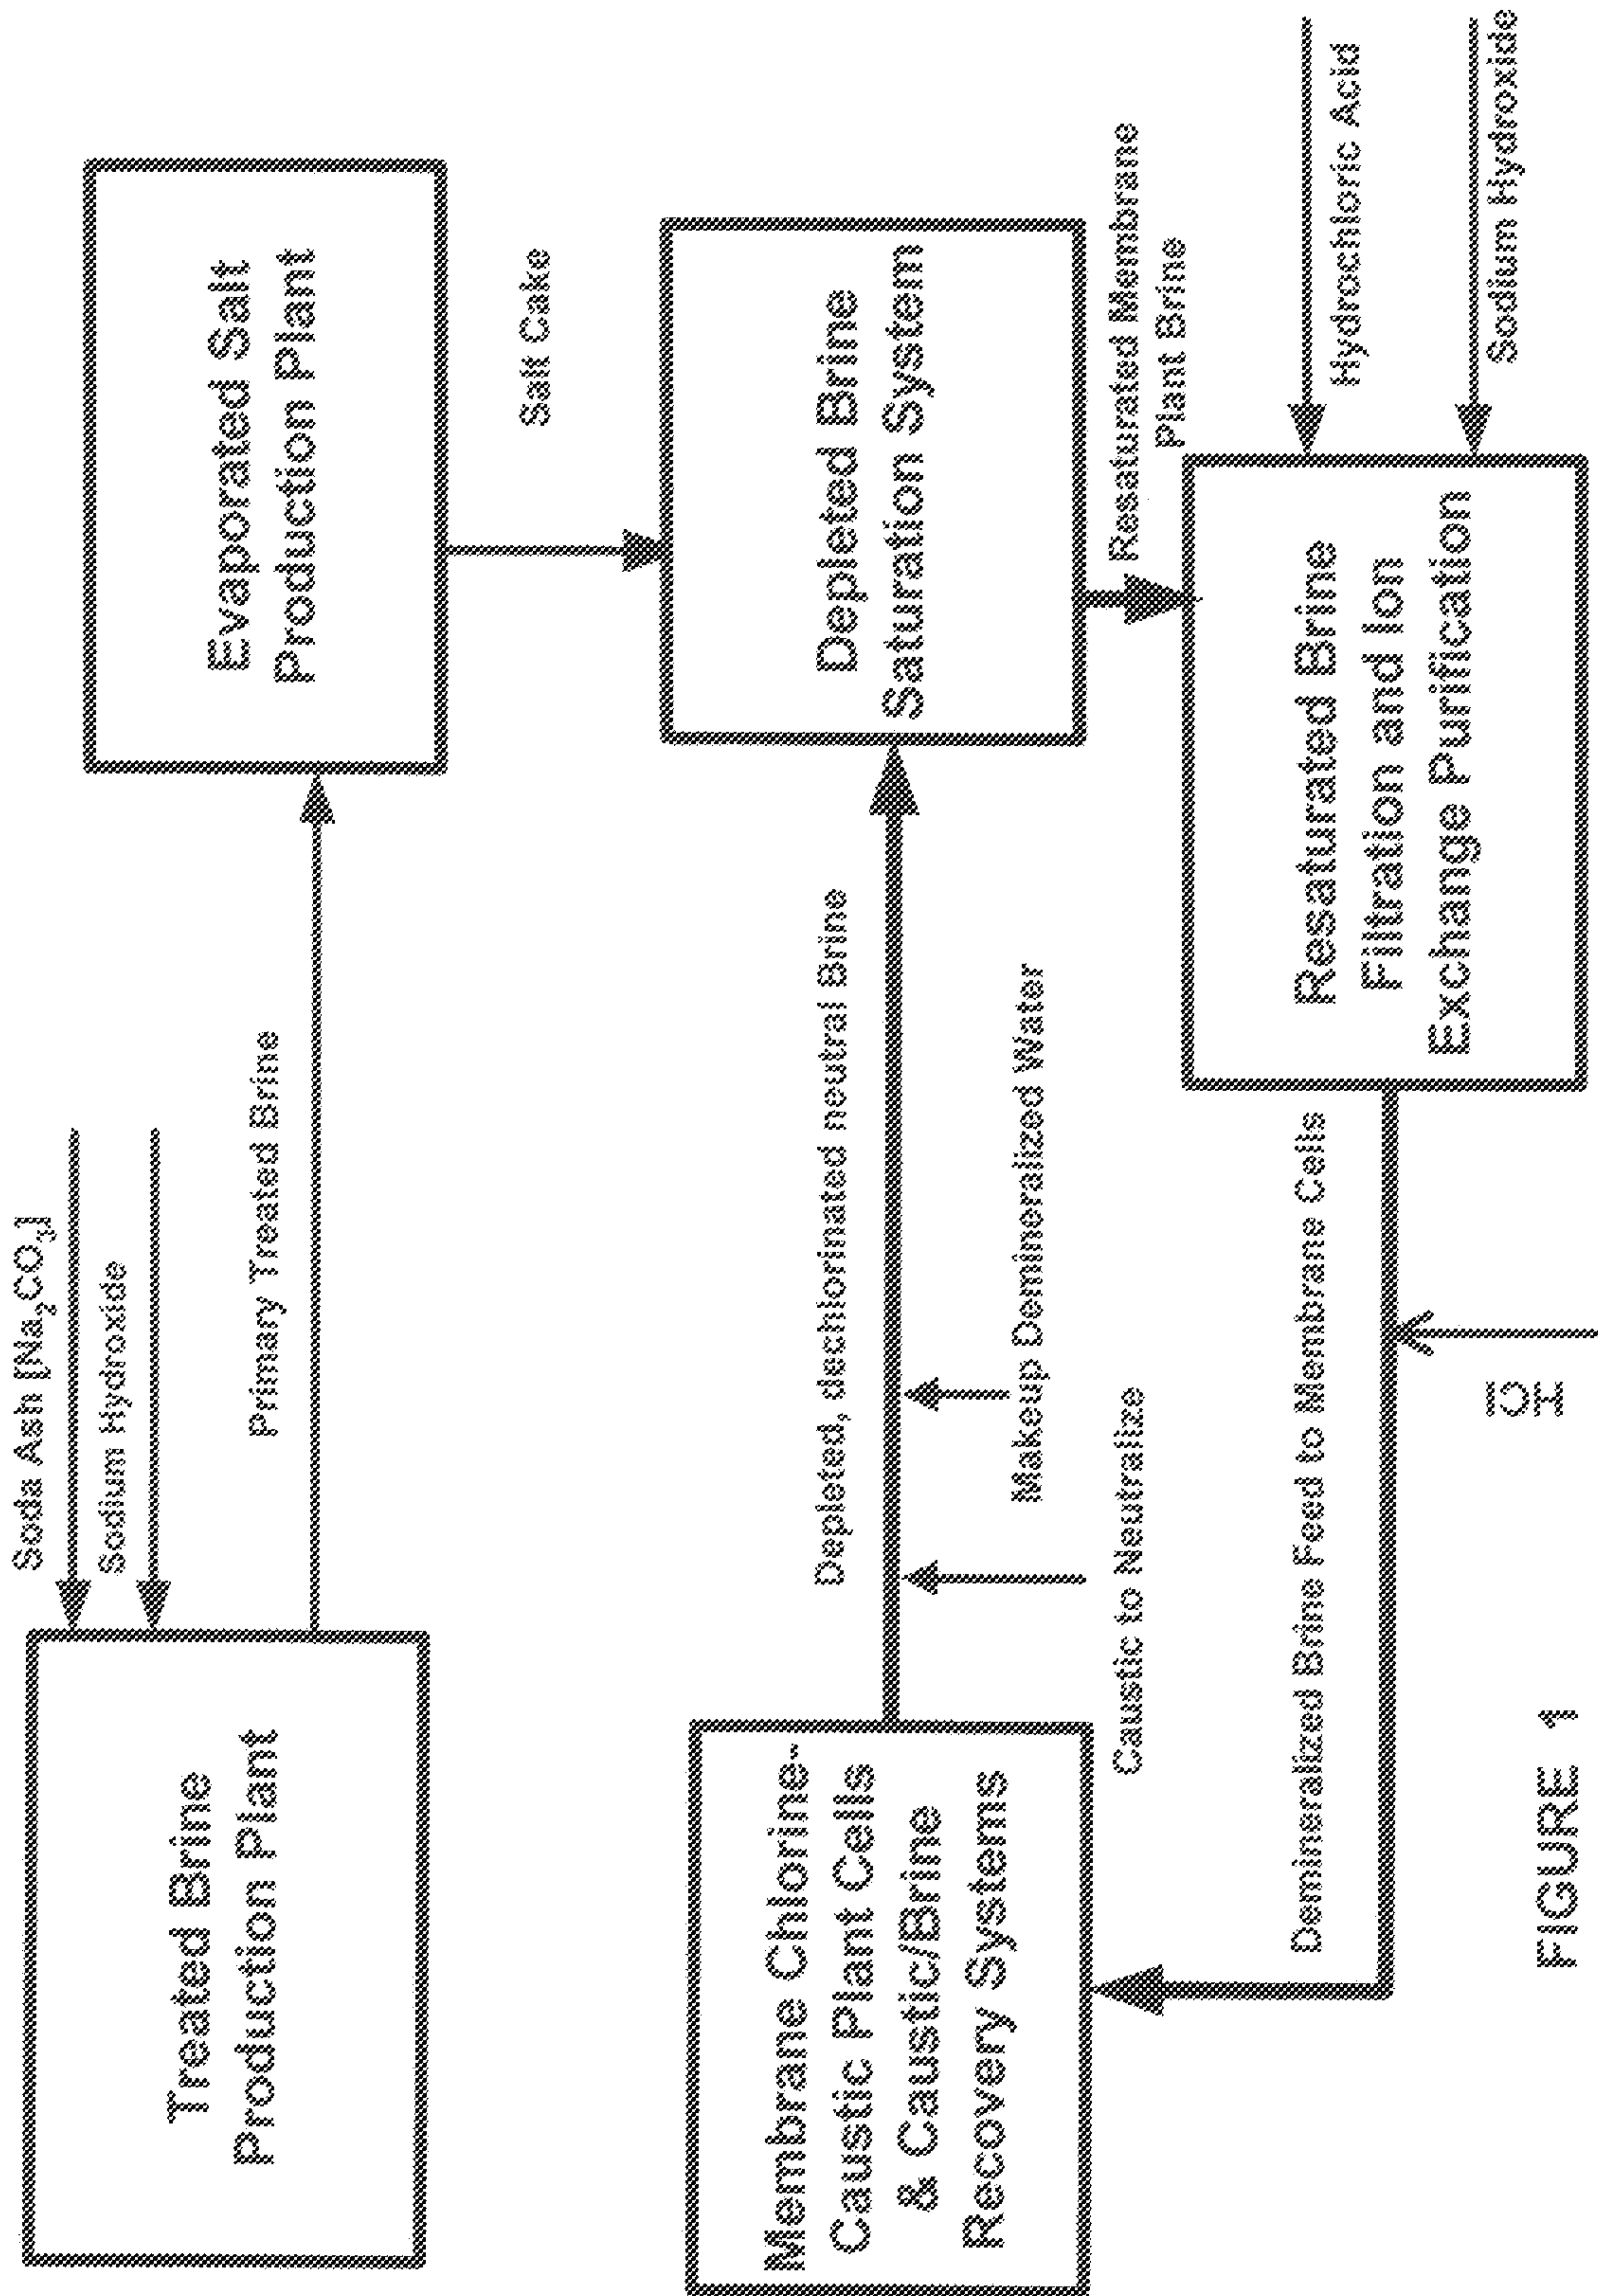 Soda Ash [Na₂CO₃]
Sodium Hydroxide
Treated Brine
Production Plant
Primary Treated Brine
Evaporated Salt
Production Plant
Salt Cake
Membrane Chlorine-
Caustic Plant Cells
& Caustic/Brine
Recovery Systems
Depleted, dechlorinated neutral Brine
Makeup Demineralized Water
Caustic to Neutralize
Depleted Brine
Saturation System
Resaturated Membrane
Plant Brine
Demineralized Brine Feed to Membrane Cells
HCl
Resaturated Brine
Filtration and Ion
Exchange Purification
Hydrochloric Acid
Sodium Hydroxide
FIGURE 1